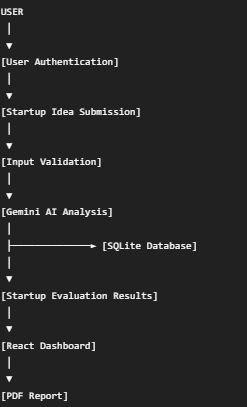 USER
[User Authentication]
[Startup Idea Submission]
[Input Validation]
[Gemini AI Analysis]
[SQLite Database]
[Startup Evaluation Results]
[React Dashboard]
[PDF Report]